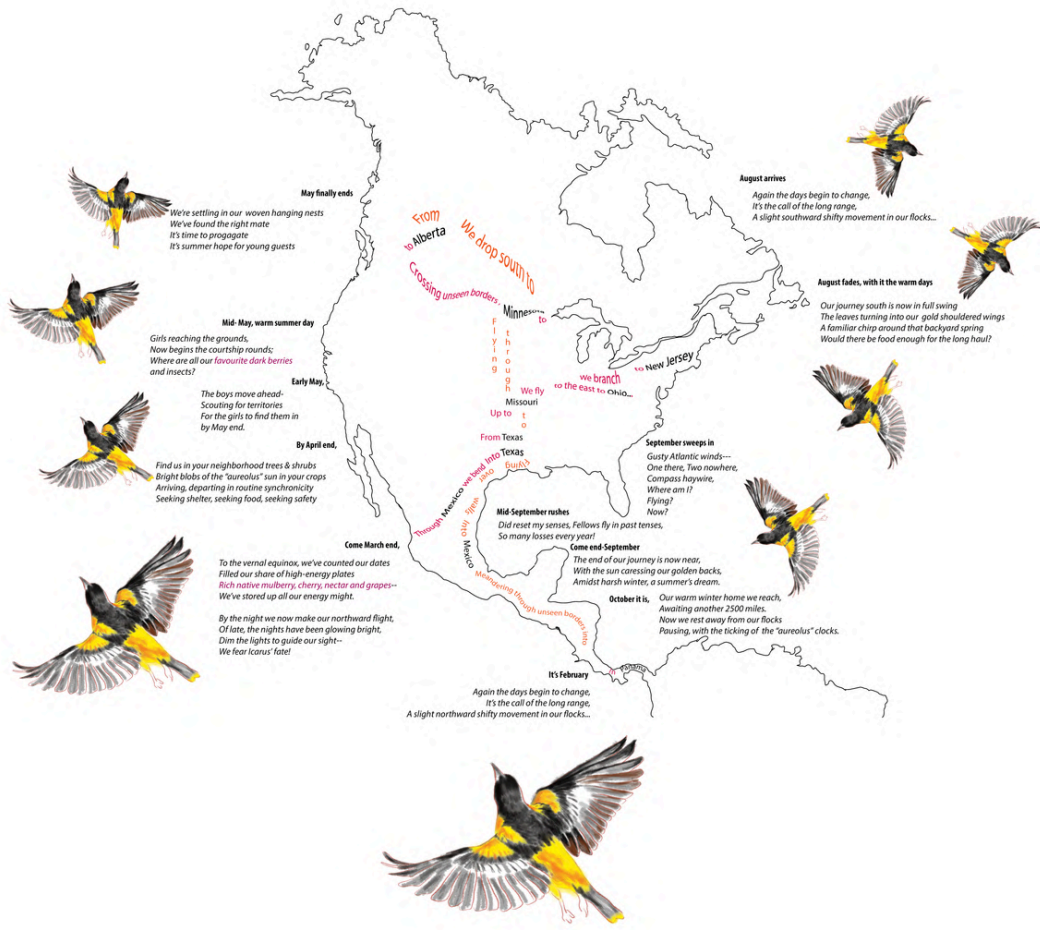 It's February
Again the days begin to change,
It's the call of the long range,
A slight northward shifty movement in our flocks...
Come March end,
To the vernal equinox, we've counted our dates
Filled our share of high-energy plates
Rich native mulberry, cherry, nectar and grapes--
We've stored up all our energy might.
By the night we now make our northward flight,
Of late, the nights have been glowing bright,
Dim the lights to guide our sight--
We fear Icarus' fate!
By April end,
Find us in your neighborhood trees & shrubs
Bright blobs of the "aureolus" sun in your crops
Arriving, departing in routine synchronicity
Seeking shelter, seeking food, seeking safety
Early May,
The boys move ahead-
Scouting for territories
For the girls to find them in
by May end.
Mid- May, warm summer day
Girls reaching the grounds,
Now begins the courtship rounds;
Where are all our favourite dark berries
and insects?
May finally ends
We're settling in our woven hanging nests
We've found the right mate
It's time to progagate
It's summer hope for young guests
August arrives
Again the days begin to change,
It's the call of the long range,
A slight southward shifty movement in our flocks...
August fades, with it the warm days
Our journey south is now in full swing
The leaves turning into our gold shouldered wings
A familiar chirp around that backyard spring
Would there be food enough for the long haul?
September sweeps in
Gusty Atlantic winds---
One there, Two nowhere,
Compass haywire,
Where am I?
Flying?
Now?
Mid-September rushes
Did reset my senses, Fellows fly in past tenses,
So many losses every year!
Come end-September
The end of our journey is now near,
With the sun caressing our golden backs,
Amidst harsh winter, a summer's dream.
October it is,
Our warm winter home we reach,
Awaiting another 2500 miles.
Now we rest away from our flocks
Pausing, with the ticking of the "aureolus" clocks.
In Panama
Through Mexico we bend Into Texas
From Texas
Up to
Missouri
We fly
to the east to Ohio...
we branch
to New Jersey
Crossing unseen borders,
to Alberta
From
We drop south to
Minnesota
to
Flying
through
to
Flying over walls Into Mexico
Meandering through unseen borders into